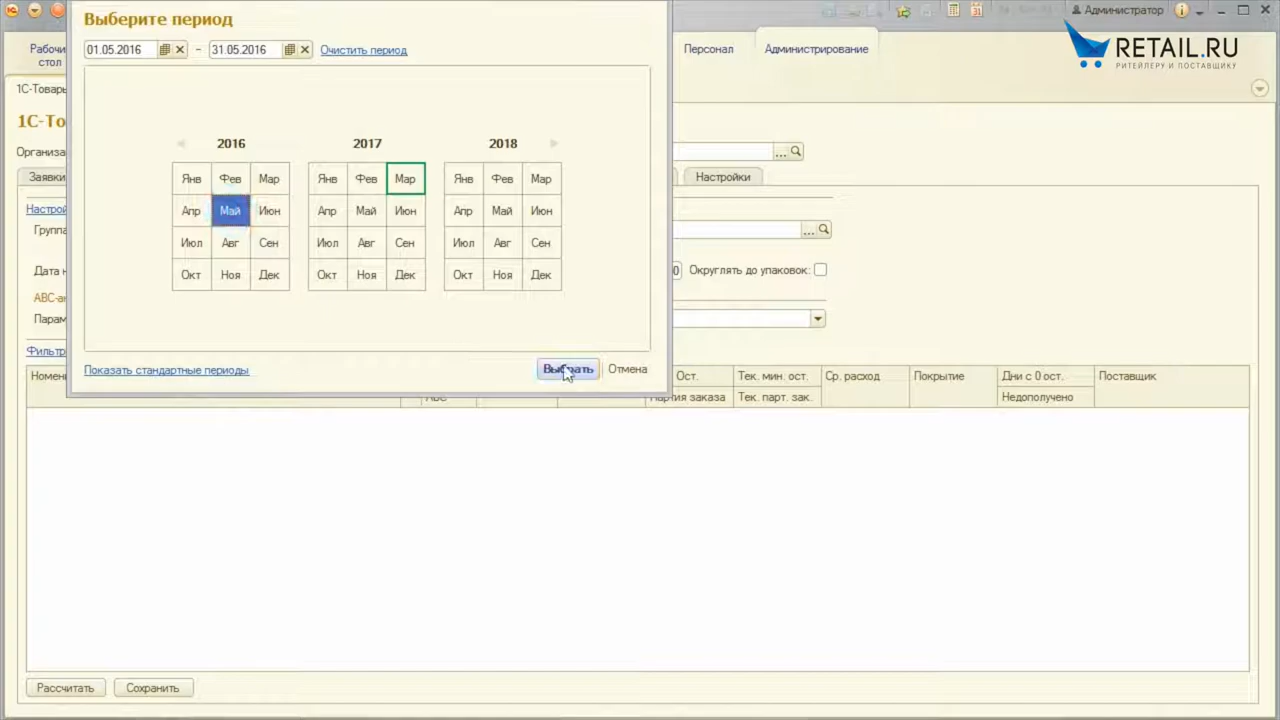 Выберите период
01.05.2016 - 31.05.2016 Очистить период
Администратор
RETAIL.RU
РИТЕЙЛЕРУ И ПОСТАВЩИКУ
Рабочи
стол
Персонал
Администрирование
1С-Товарь
1С-То
Организа
Заявки
Настройки
Настрой
Группа
Дата н
0
Округлять до упаковок:
ABC-а
Парам
Фильтр
2016 2017 2018
Янв Фев Мар Янв Фев Мар Янв Фев Мар
Апр Май Июн Апр Май Июн Апр Май Июн
Июл Авг Сен Июл Авг Сен Июл Авг Сен
Окт Ноя Дек Окт Ноя Дек Окт Ноя Дек
Показать стандартные периоды
Выбрать Отмена
Номен Ост. Тек. мин. ост. Ср. расход Покрытие Дни с 0 ост. Поставщик
ABC Партия заказа Тек. парт. зак. Недополучено
Рассчитать Сохранить